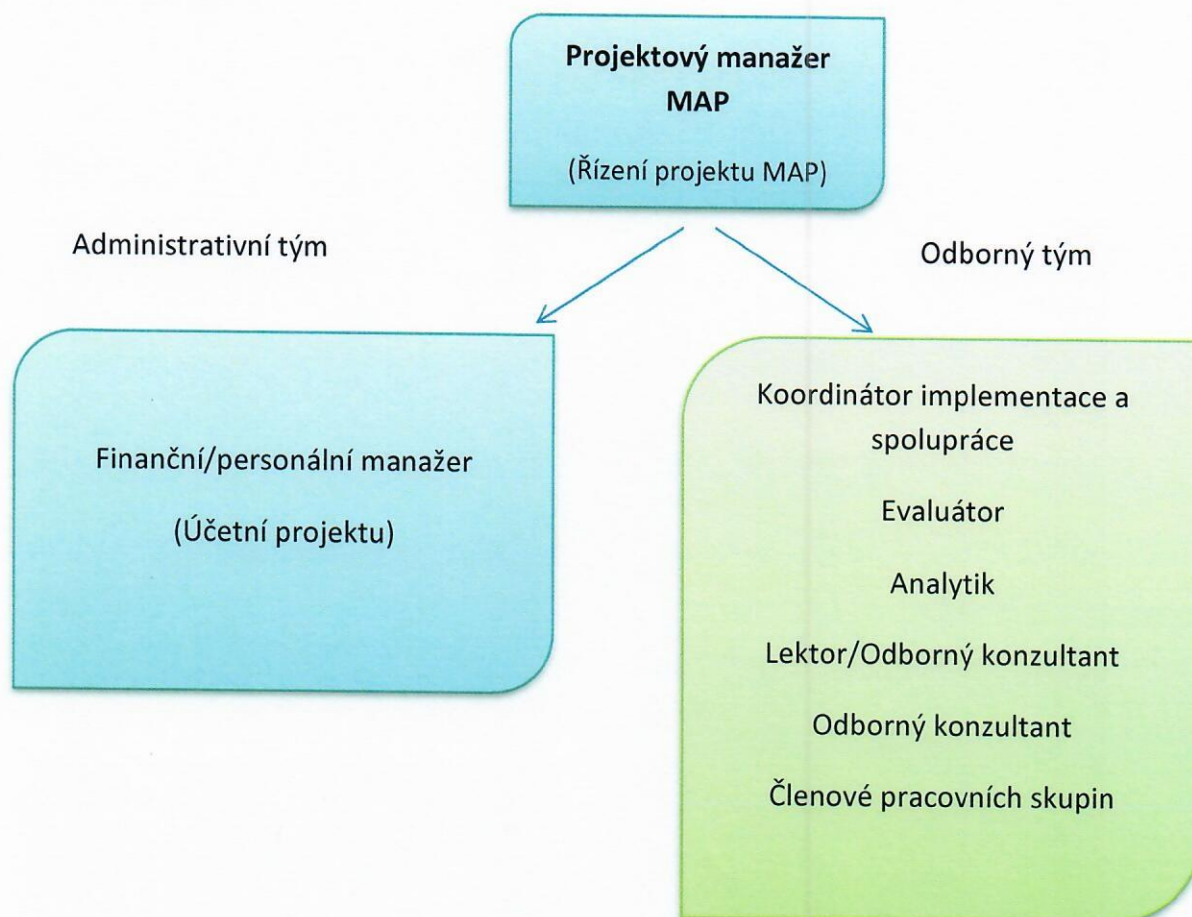 Projektový manažer
MAP
(Řízení projektu MAP)
Administrativní tým
Odborný tým
Finanční/personální manažer
(Účetní projektu)
Koordinátor implementace a
spolupráce
Evaluátor
Analytik
Lektor/Odborný konzultant
Odborný konzultant
Členové pracovních skupin